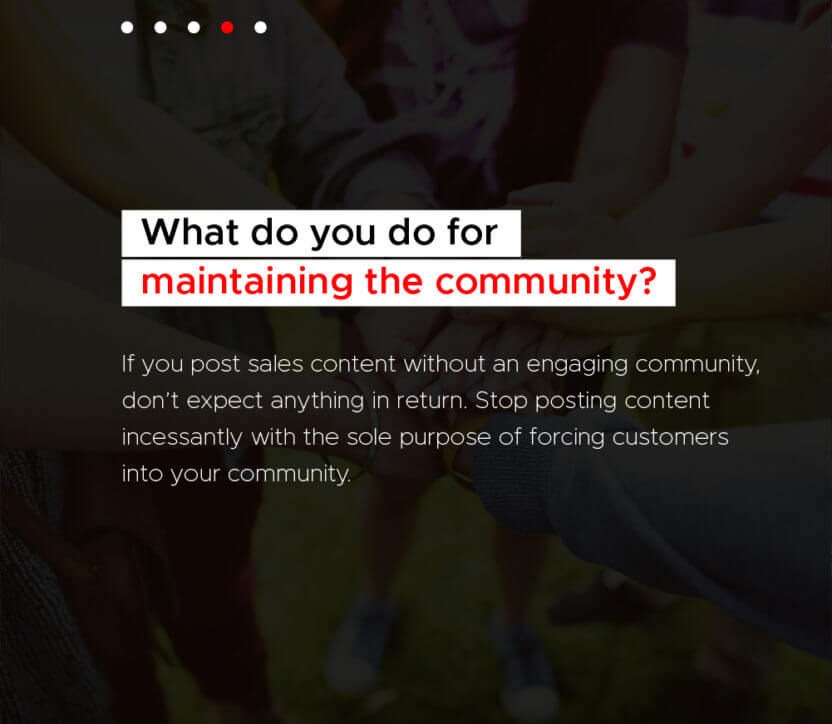 What do you do for
maintaining the community?
If you post sales content without an engaging community,
don't expect anything in return. Stop posting content
incessantly with the sole purpose of forcing customers
into your community.